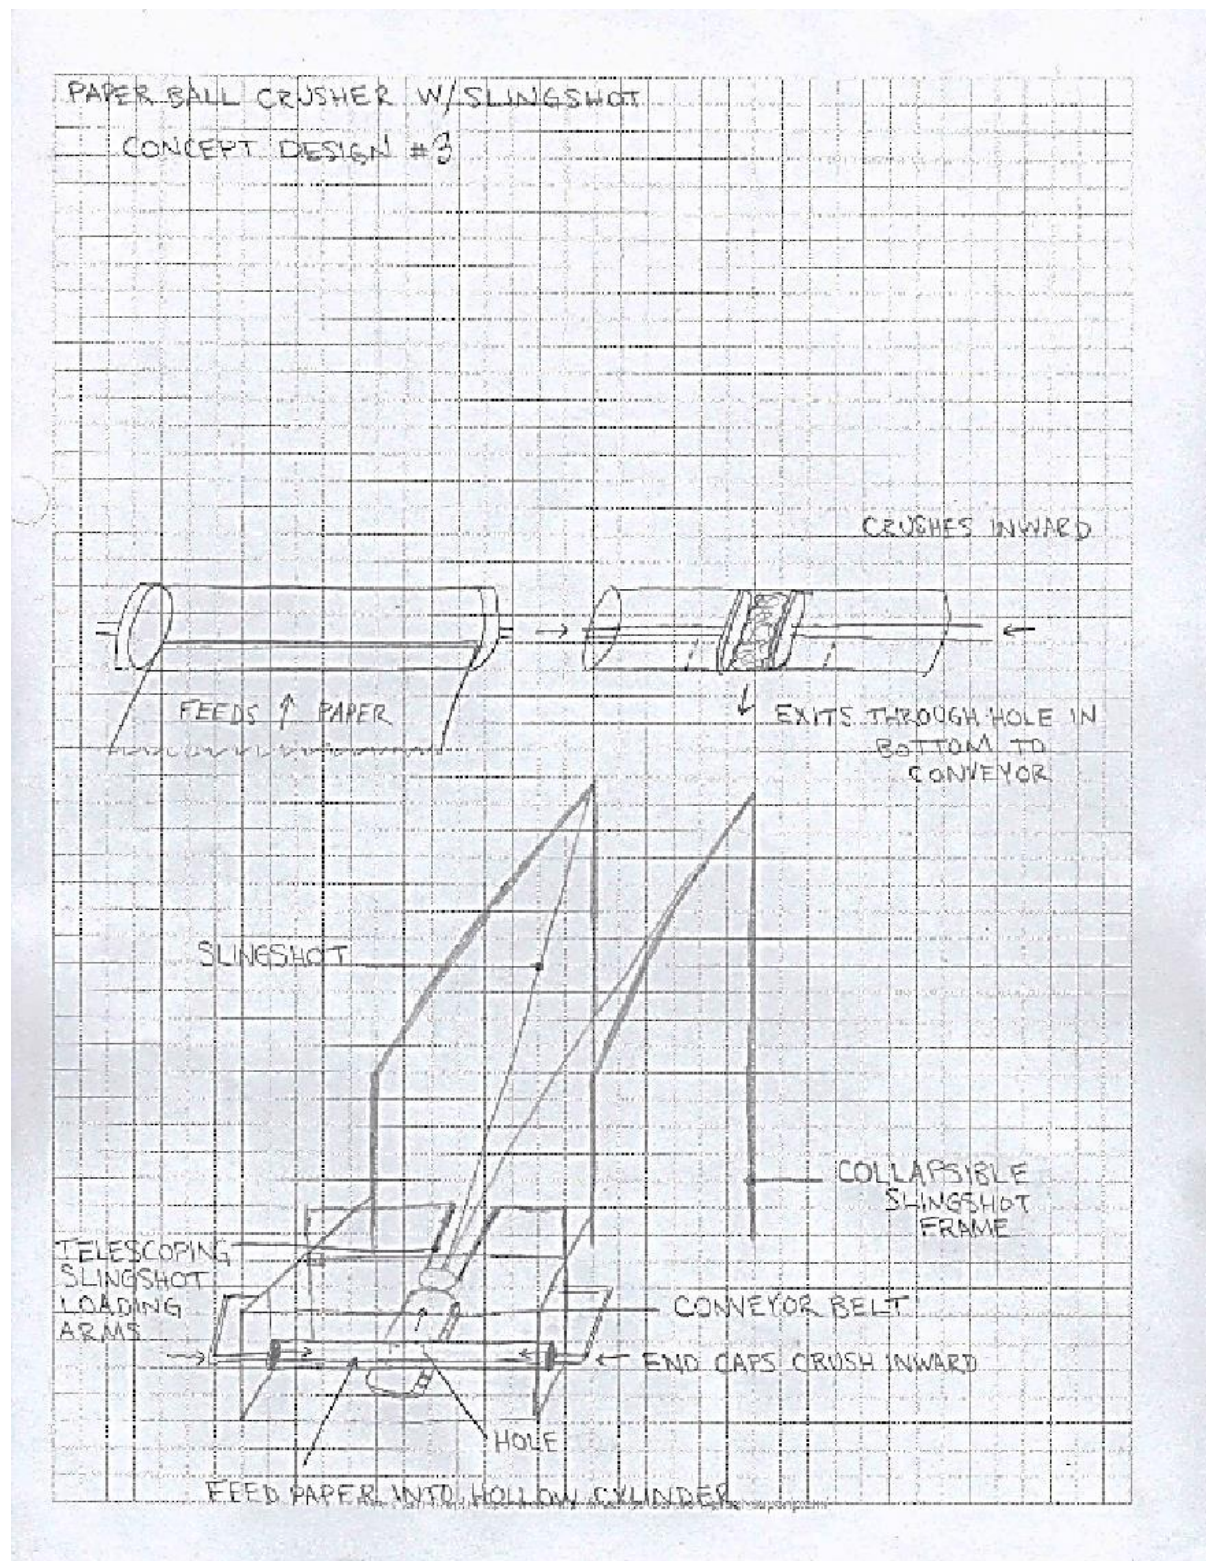 PAPER BALL CRUSHER W/SLINGSHOT
CONCEPT DESIGN #3
CRUSHES INWARD
FEEDS ↑ PAPER
EXITS THROUGH HOLE IN
BOTTOM TO
CONVEYOR
SLINGSHOT
COLLAPSIBLE
SLINGSHOT
FRAME
TELESCOPING
SLINGSHOT
LOADING
ARMS
CONVEYOR BELT
END CAPS CRUSH INWARD
HOLE
FEED PAPER INTO HOLLOW CYLINDER